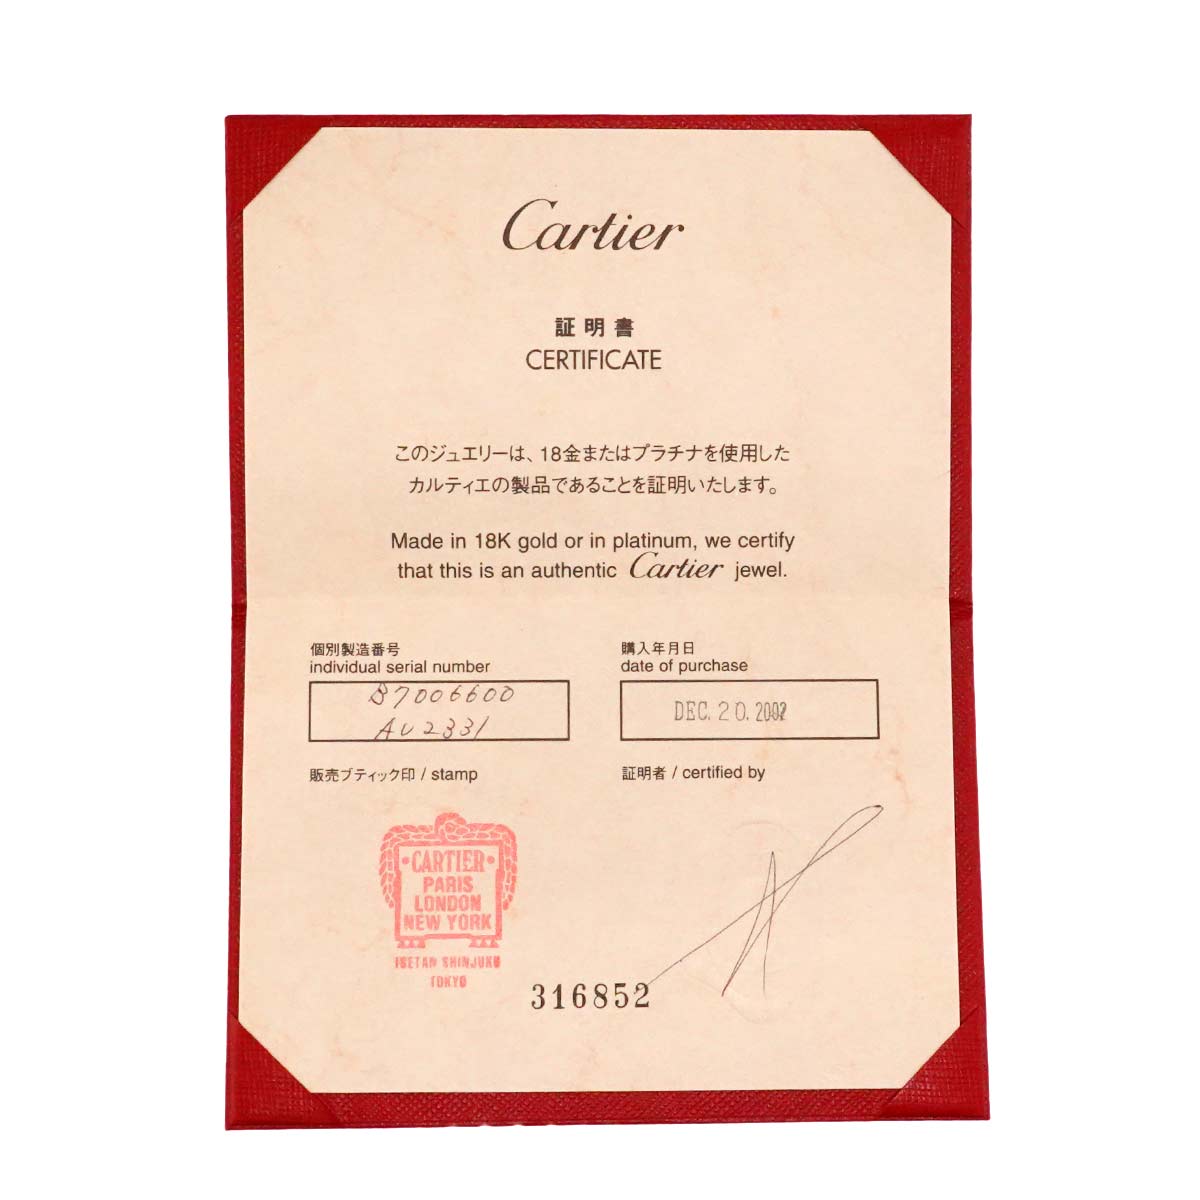 Cartier
証明書
CERTIFICATE
このジュエリーは、18金またはプラチナを使用した
カルティエの製品であることを証明いたします。
Made in 18K gold or in platinum, we certify
that this is an authentic Cartier jewel.
個別製造番号
individual serial number
B7006600
AU2331
購入年月日
date of purchase
DEC. 20. 2002
販売ブティック印 / stamp
証明者 / certified by
·CARTIER·
PARIS
LONDON
NEW YORK
ISETAN SHINJUKU
TOKYO
316852